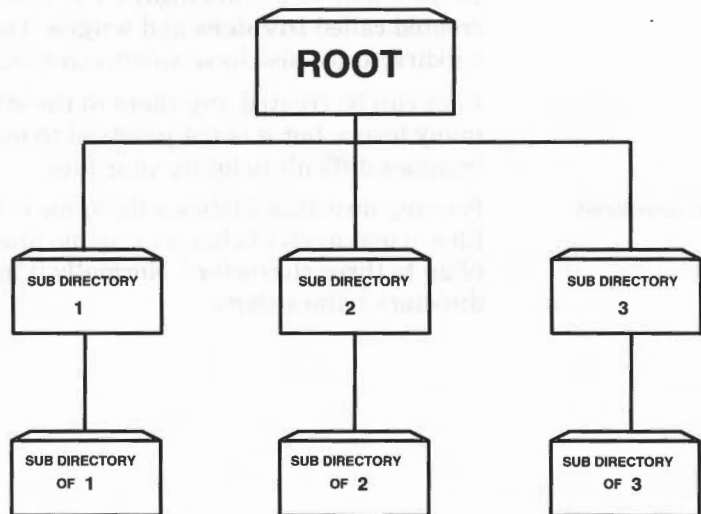 ROOT
SUB DIRECTORY
1
SUB DIRECTORY
2
SUB DIRECTORY
3
SUB DIRECTORY
OF 1
SUB DIRECTORY
OF 2
SUB DIRECTORY
OF 3